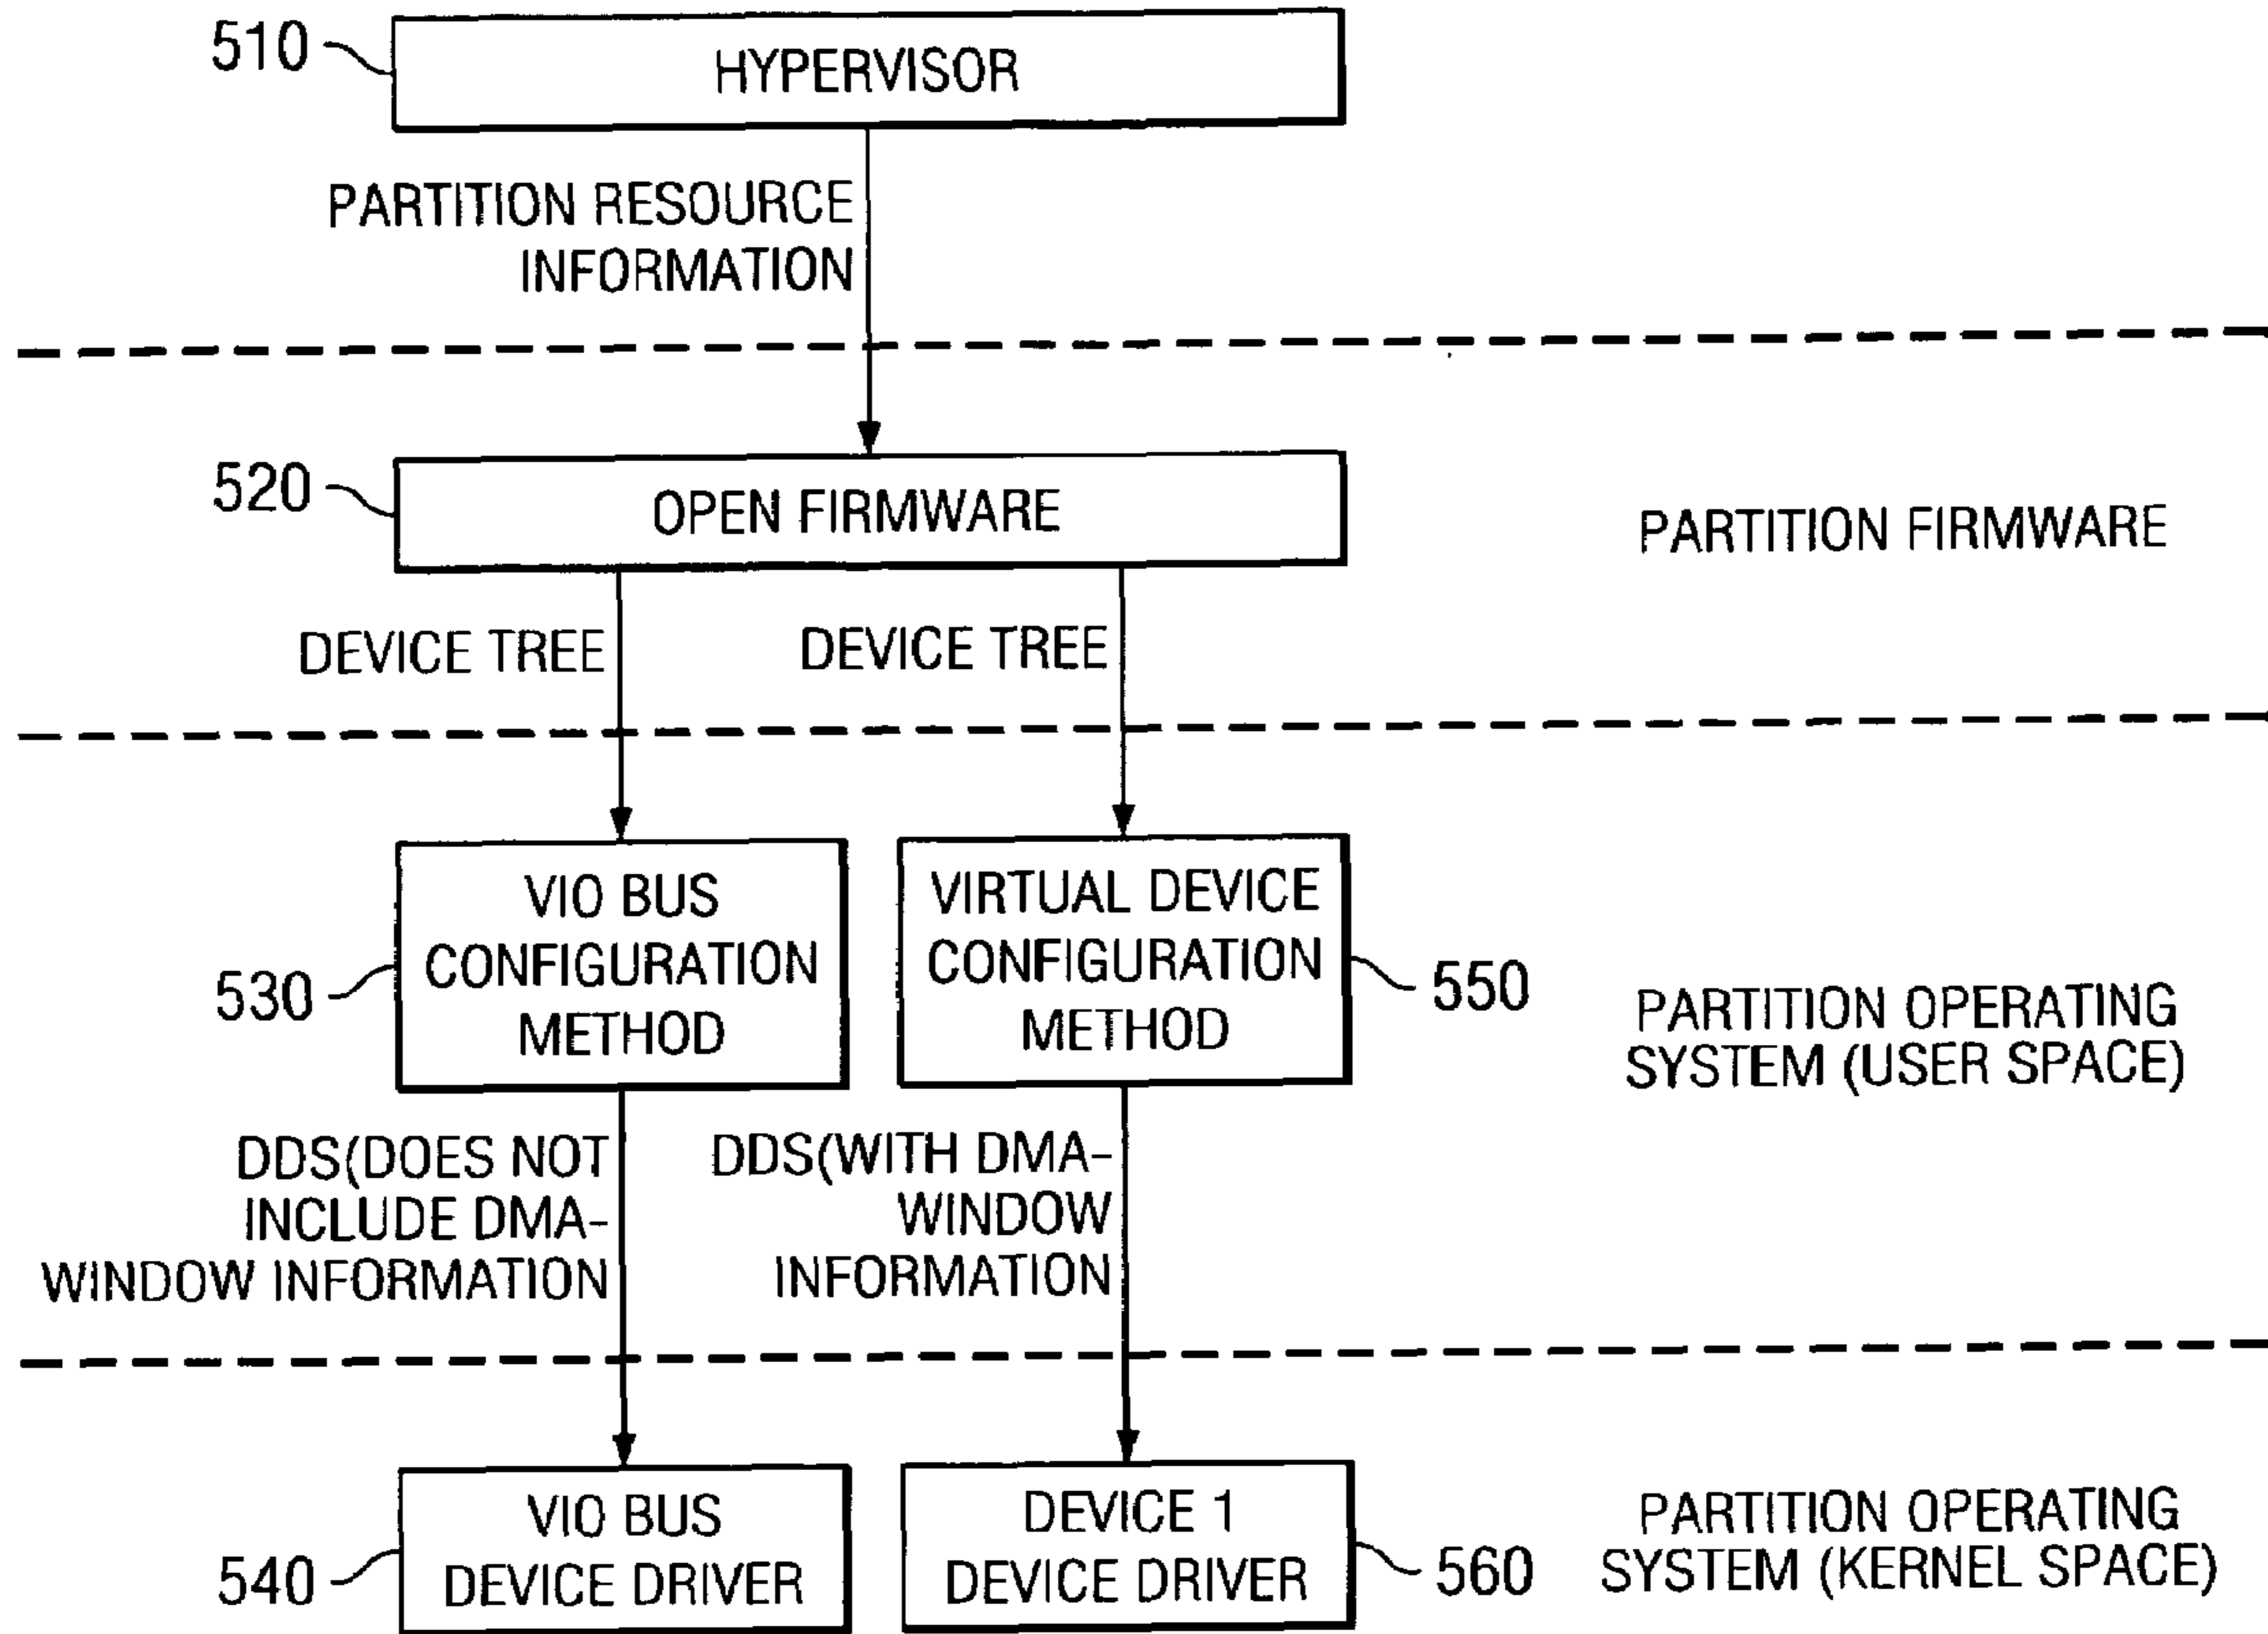 510
HYPERVISOR
PARTITION RESOURCE
INFORMATION
520
OPEN FIRMWARE
PARTITION FIRMWARE
DEVICE TREE
DEVICE TREE
530
VIO BUS
CONFIGURATION
METHOD
VIRTUAL DEVICE
CONFIGURATION
METHOD
550
PARTITION OPERATING
SYSTEM (USER SPACE)
DDS(DOES NOT
INCLUDE DMA-
WINDOW INFORMATION
DDS(WITH DMA-
WINDOW
INFORMATION
540
VIO BUS
DEVICE DRIVER
DEVICE 1
DEVICE DRIVER
560
PARTITION OPERATING
SYSTEM (KERNEL SPACE)